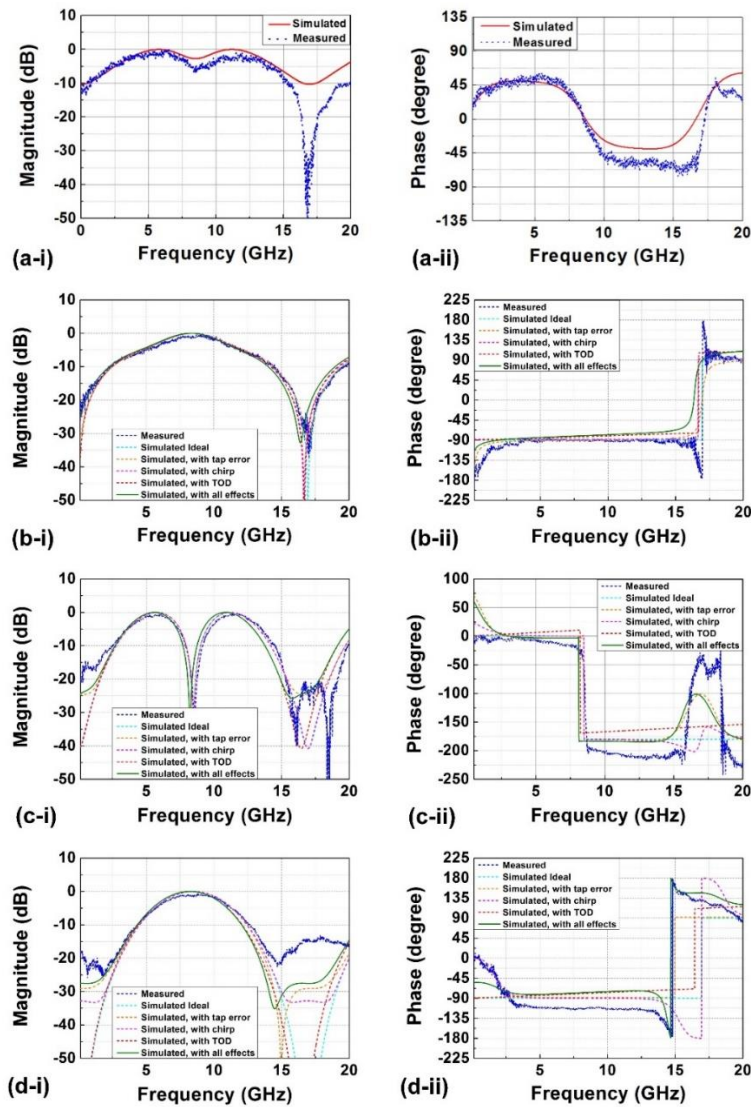 10
0
-10
-20
-30
-40
-50
Magnitude (dB)
Simulated
Measured
0 5 10 15 20
Frequency (GHz)
(a-i)
135
90
45
0
-45
-90
-135
Phase (degree)
Simulated
Measured
5 10 15 20
Frequency (GHz)
(a-ii)
10
0
-10
-20
-30
-40
-50
Magnitude (dB)
Measured
Simulated Ideal
Simulated, with tap error
Simulated, with chirp
Simulated, with TOD
Simulated, with all effects
5 10 15 20
Frequency (GHz)
(b-i)
225
180
135
90
45
0
-45
-90
-135
-180
-225
Phase (degree)
Measured
Simulated Ideal
Simulated, with tap error
Simulated, with chirp
Simulated, with TOD
Simulated, with all effects
5 10 15 20
Frequency (GHz)
(b-ii)
10
0
-10
-20
-30
-40
-50
Magnitude (dB)
Measured
Simulated Ideal
Simulated, with tap error
Simulated, with chirp
Simulated, with TOD
Simulated, with all effects
5 10 15 20
Frequency (GHz)
(c-i)
100
50
0
-50
-100
-150
-200
-250
Phase (degree)
Measured
Simulated Ideal
Simulated, with tap error
Simulated, with chirp
Simulated, with TOD
Simulated, with all effects
5 10 15 20
Frequency (GHz)
(c-ii)
10
0
-10
-20
-30
-40
-50
Magnitude (dB)
Measured
Simulated Ideal
Simulated, with tap error
Simulated, with chirp
Simulated, with TOD
Simulated, with all effects
5 10 15 20
Frequency (GHz)
(d-i)
225
180
135
90
45
0
-45
-90
-135
-180
-225
Phase (degree)
Measured
Simulated Ideal
Simulated, with tap error
Simulated, with chirp
Simulated, with TOD
Simulated, with all effects
5 10 15 20
Frequency (GHz)
(d-ii)